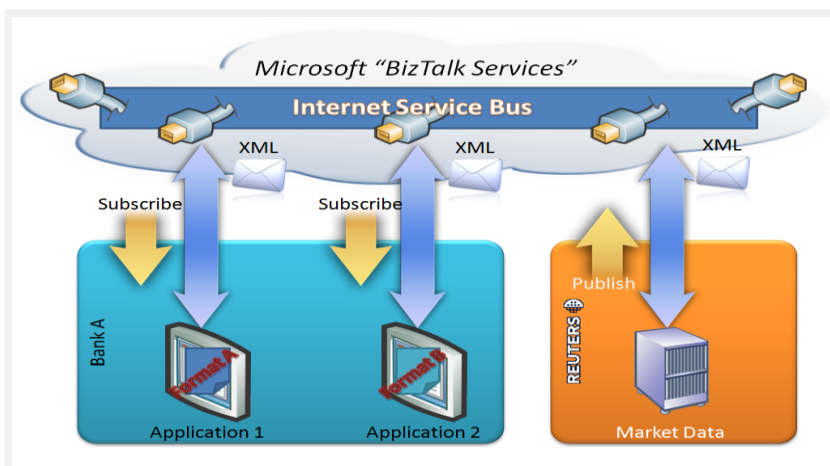 Microsoft “BizTalk Services”
Internet Service Bus
XML
XML
XML
Subscribe
Subscribe
Publish
Bank A
REUTERS
Format A
Format B
Application 1
Application 2
Market Data